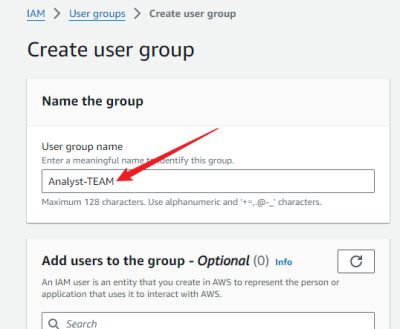 IAM > User groups > Create user group
Create user group
Name the group
User group name
Enter a meaningful name to identify this group.
Analyst-TEAM
Maximum 128 characters. Use alphanumeric and '+=,.@-_' characters.
Add users to the group - Optional (0) Info
An IAM user is an entity that you create in AWS to represent the person or
application that uses it to interact with AWS.
Search